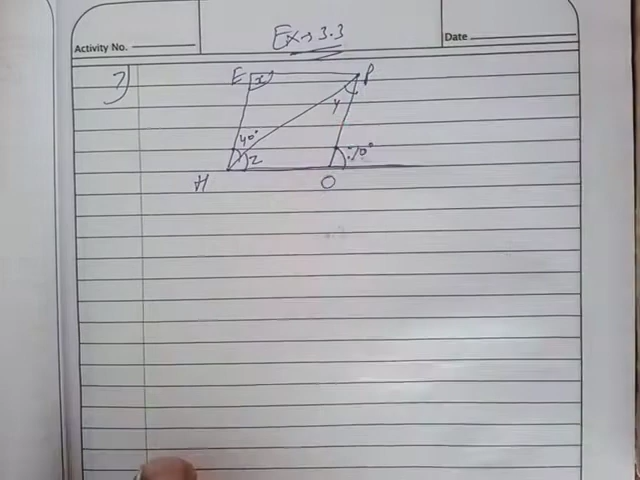 Activity No.
Ex→3.3
Date
7)
E x P
y
40°
z 70°
H O